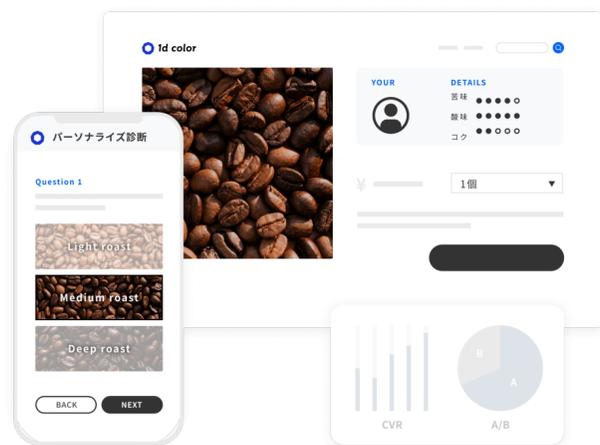 1d color
YOUR
DETAILS
苦味
酸味
コク
¥
1個
パーソナライズ診断
Question 1
Light roast
Medium roast
Deep roast
BACK
NEXT
B
A
CVR
A/B